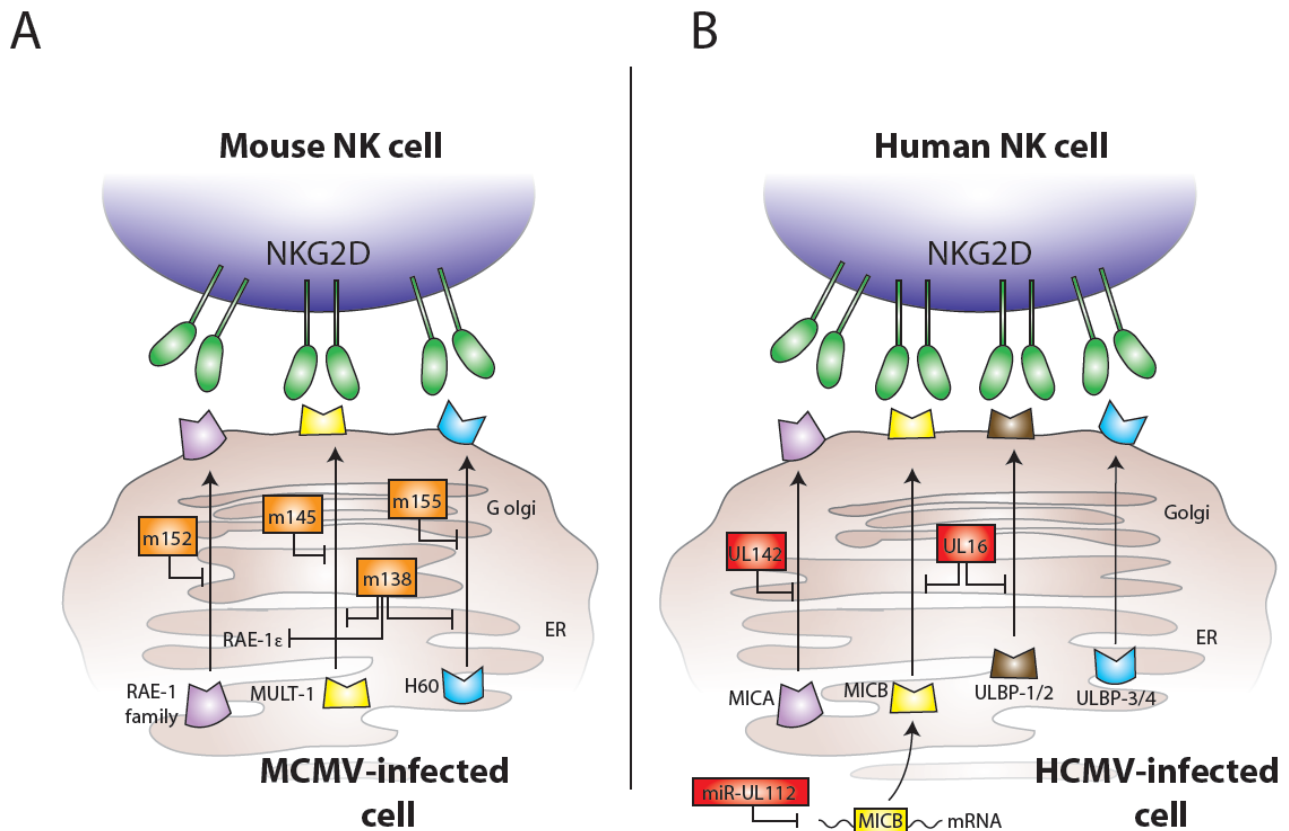 A
Mouse NK cell
NKG2D
m155
G olgi
m145
m152
m138
RAE-1ε
ER
RAE-1
family
MULT-1
H60
MCMV-infected
cell
B
Human NK cell
NKG2D
Golgi
UL142
UL16
ER
MICA
MICB
ULBP-1/2
ULBP-3/4
HCMV-infected
cell
miR-UL112
MICB
mRNA